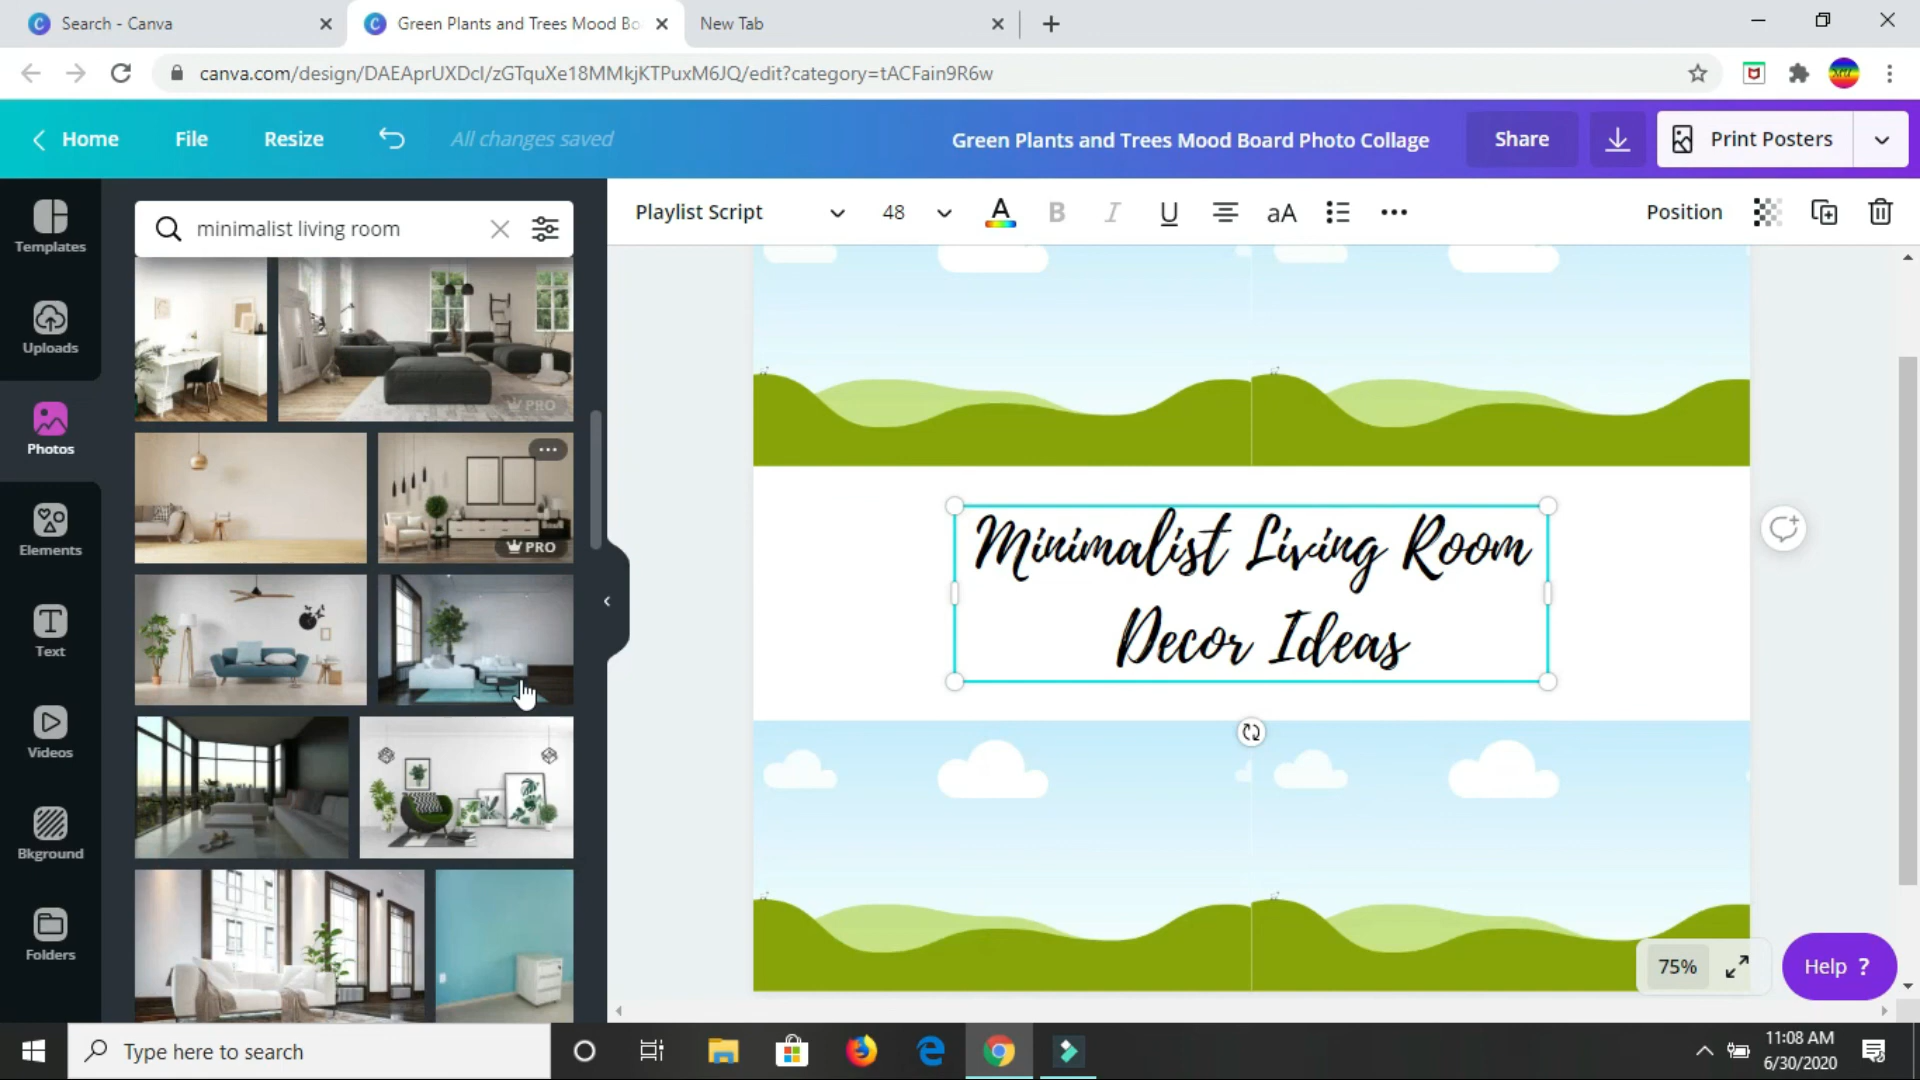 Search - Canva
Green Plants and Trees Mood Bo
New Tab
canva.com/design/DAEAprUXDcI/zGTquXe18MMkjKTPuxM6JQ/edit?category=tACFain9R6w
Home
File
Resize
All changes saved
Green Plants and Trees Mood Board Photo Collage
Share
Print Posters
Templates
Uploads
Photos
Elements
Text
Videos
Bkground
Folders
minimalist living room
PRO
PRO
Playlist Script
48
A
B
I
U
aA
Position
Minimalist Living Room
Decor Ideas
75%
Help ?
Type here to search
11:08 AM
6/30/2020